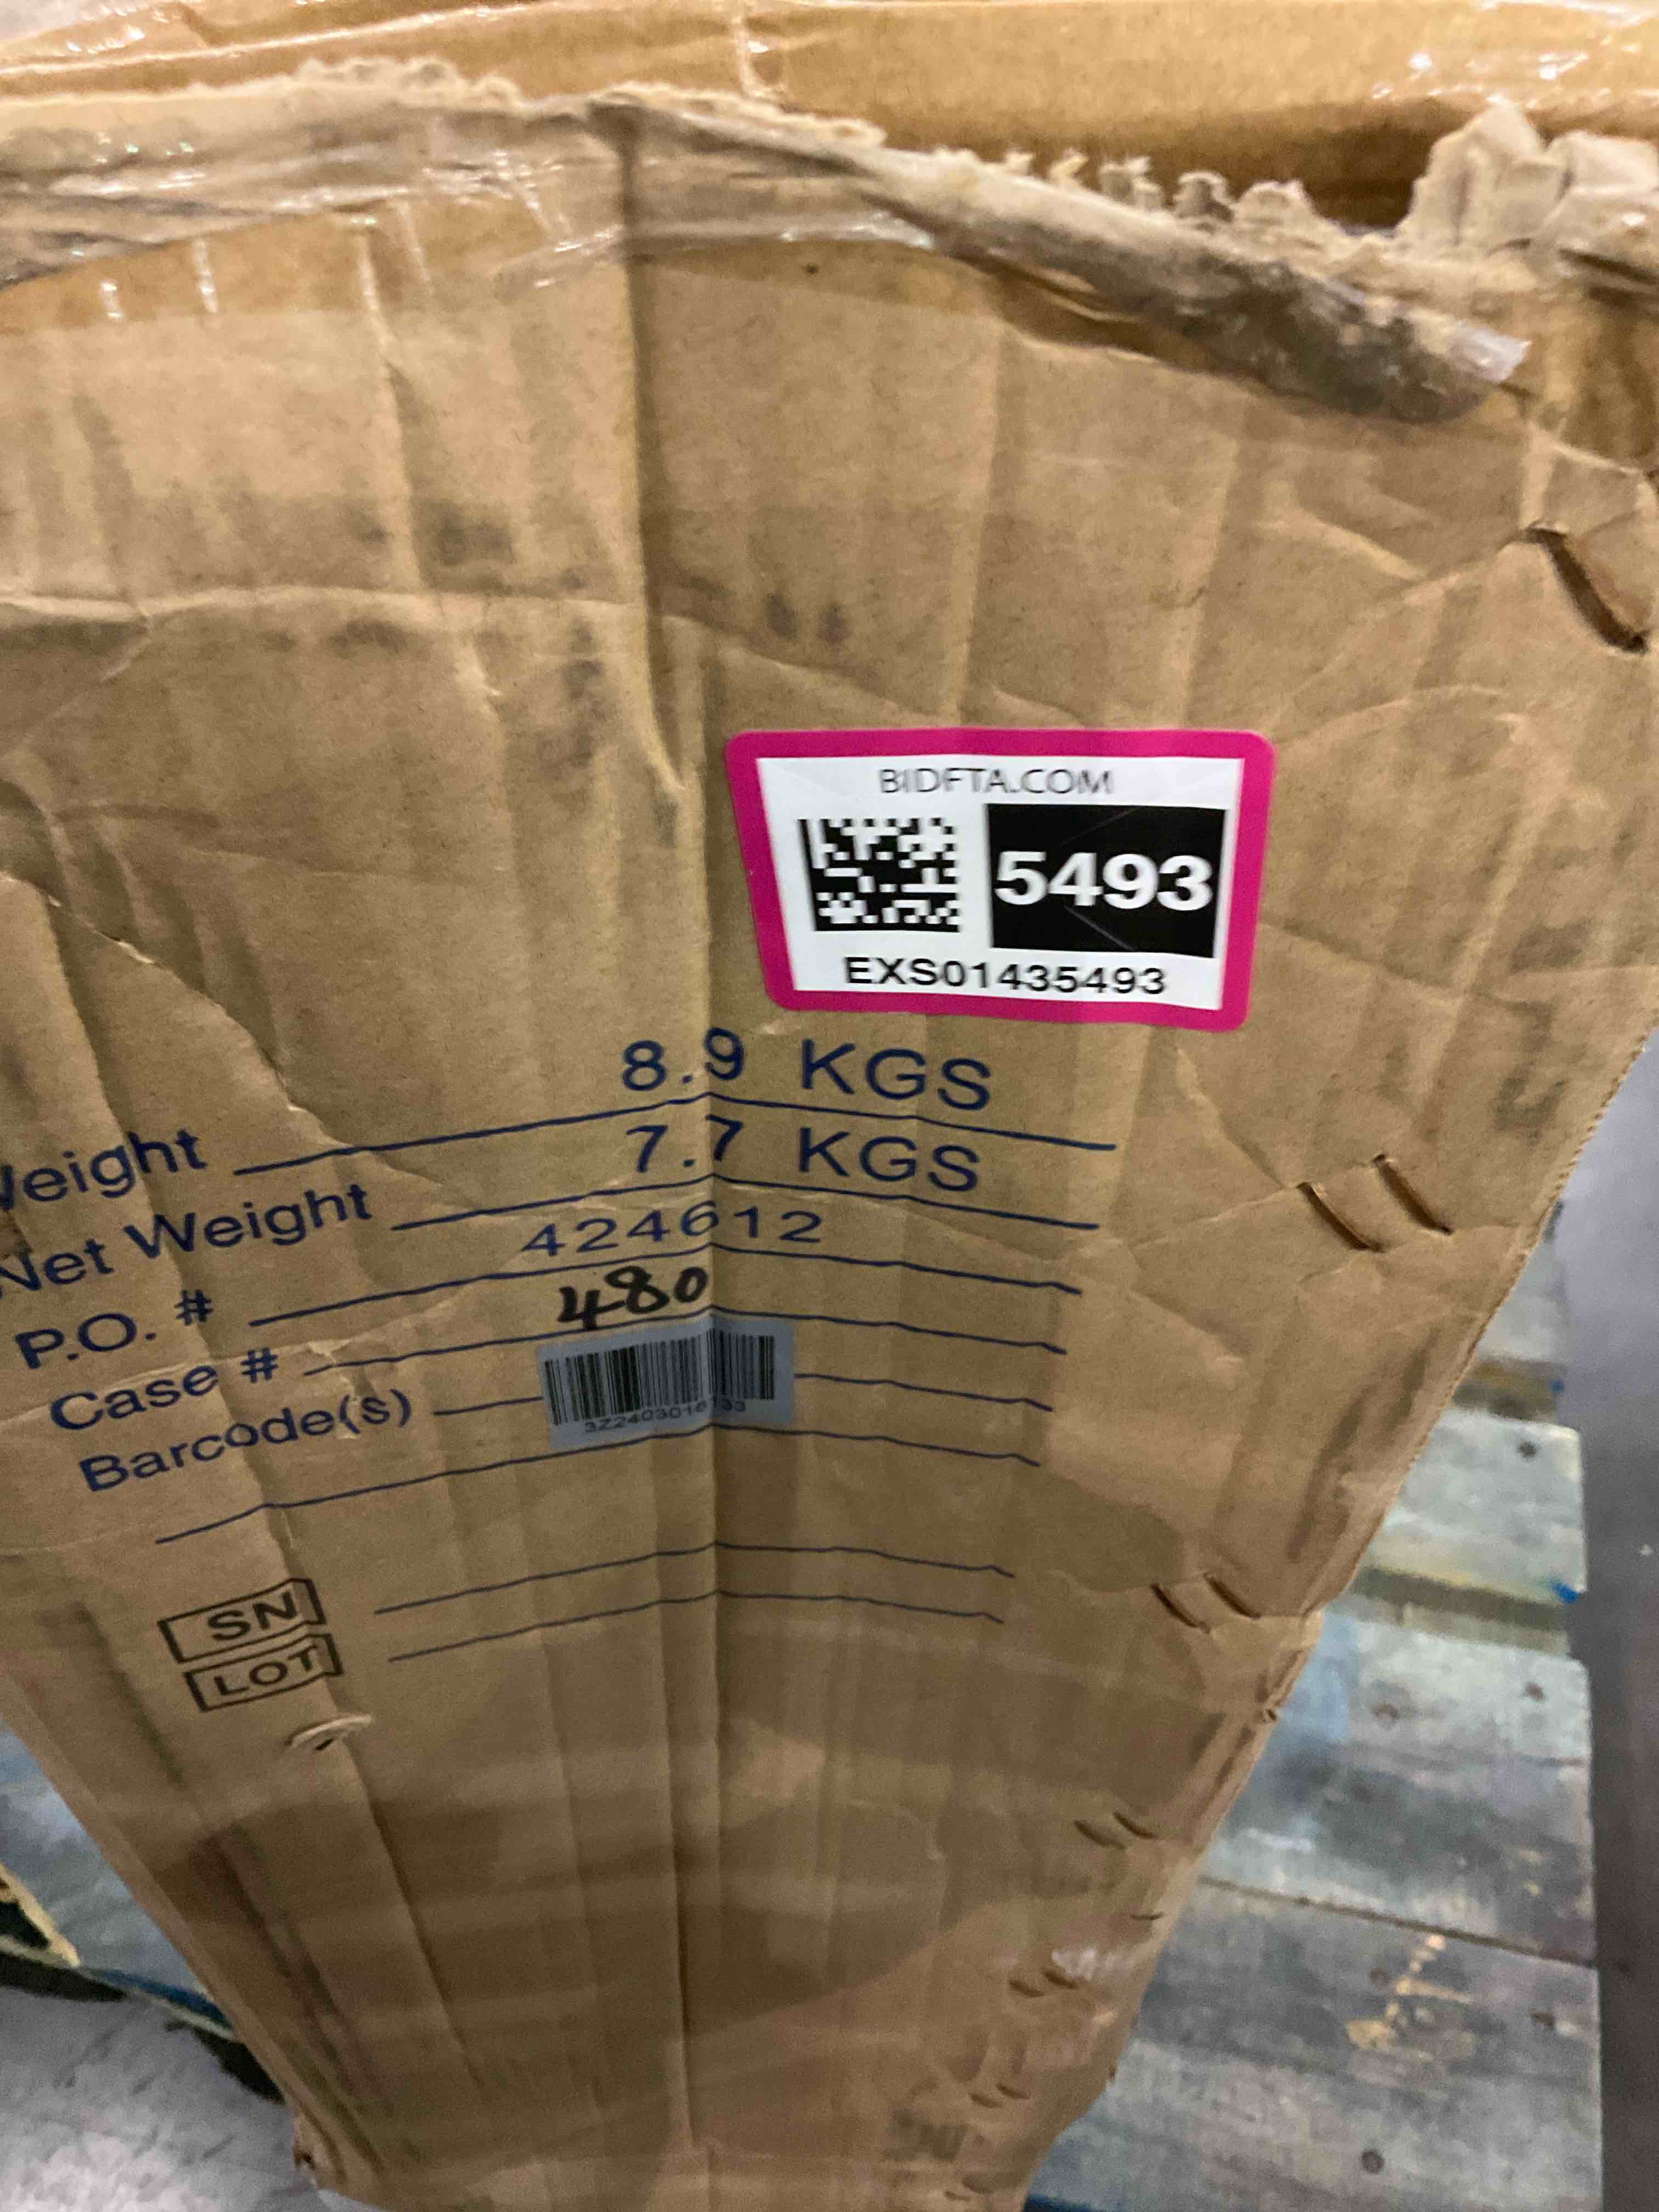 BIDFTA.COM
5493
EXS01435493
8.9 KGS
Weight
7.7 KGS
Net Weight
P.O. # 424612
Case # 480
Barcode(s)
SN
LOT